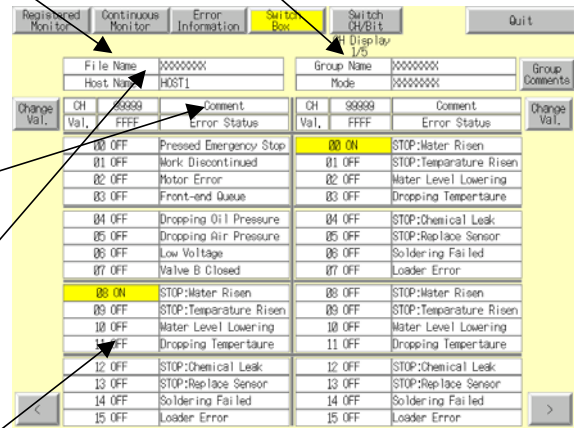 Registered Monitor
Continuous Monitor
Error Information
Switch Box
Switch CH/Bit
Quit
CH Display
1/5
File Name XXXXXXXX Group Name XXXXXXXX
Host Name HOST1 Mode XXXXXXXX
Group Comments
Change Val.
CH 99999 Comment CH 99999 Comment
Val. FFFF Error Status Val. FFFF Error Status
Change Val.
00 OFF Pressed Emergency Stop 00 ON STOP:Water Risen
01 OFF Work Discontinued 01 OFF STOP:Temparature Risen
02 OFF Motor Error 02 OFF Water Level Lowering
03 OFF Front-end Queue 03 OFF Dropping Tempertaure
04 OFF Dropping Oil Pressure 04 OFF STOP:Chemical Leak
05 OFF Dropping Air Pressure 05 OFF STOP:Replace Sensor
06 OFF Low Voltage 06 OFF Soldering Failed
07 OFF Valve B Closed 07 OFF Loader Error
08 ON STOP:Water Risen 08 OFF STOP:Water Risen
09 OFF STOP:Temparature Risen 09 OFF STOP:Temparature Risen
10 OFF Water Level Lowering 10 OFF Water Level Lowering
11 OFF Dropping Tempertaure 11 OFF Dropping Tempertaure
12 OFF STOP:Chemical Leak 12 OFF STOP:Chemical Leak
13 OFF STOP:Replace Sensor 13 OFF STOP:Replace Sensor
14 OFF Soldering Failed 14 OFF Soldering Failed
15 OFF Loader Error 15 OFF Loader Error
< >